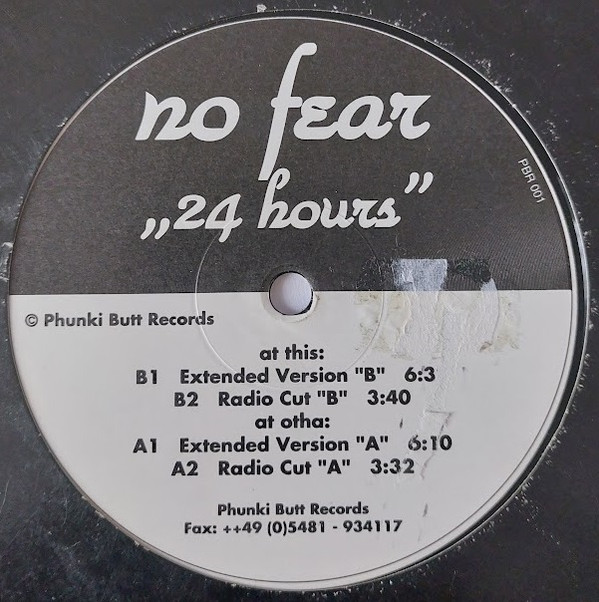 no fear
„24 hours”
PBR 001
© Phunki Butt Records
at this:
B1 Extended Version "B" 6:3
B2 Radio Cut "B" 3:40
at otha:
A1 Extended Version "A" 6:10
A2 Radio Cut "A" 3:32
Phunki Butt Records
Fax: ++49 (0)5481 - 934117